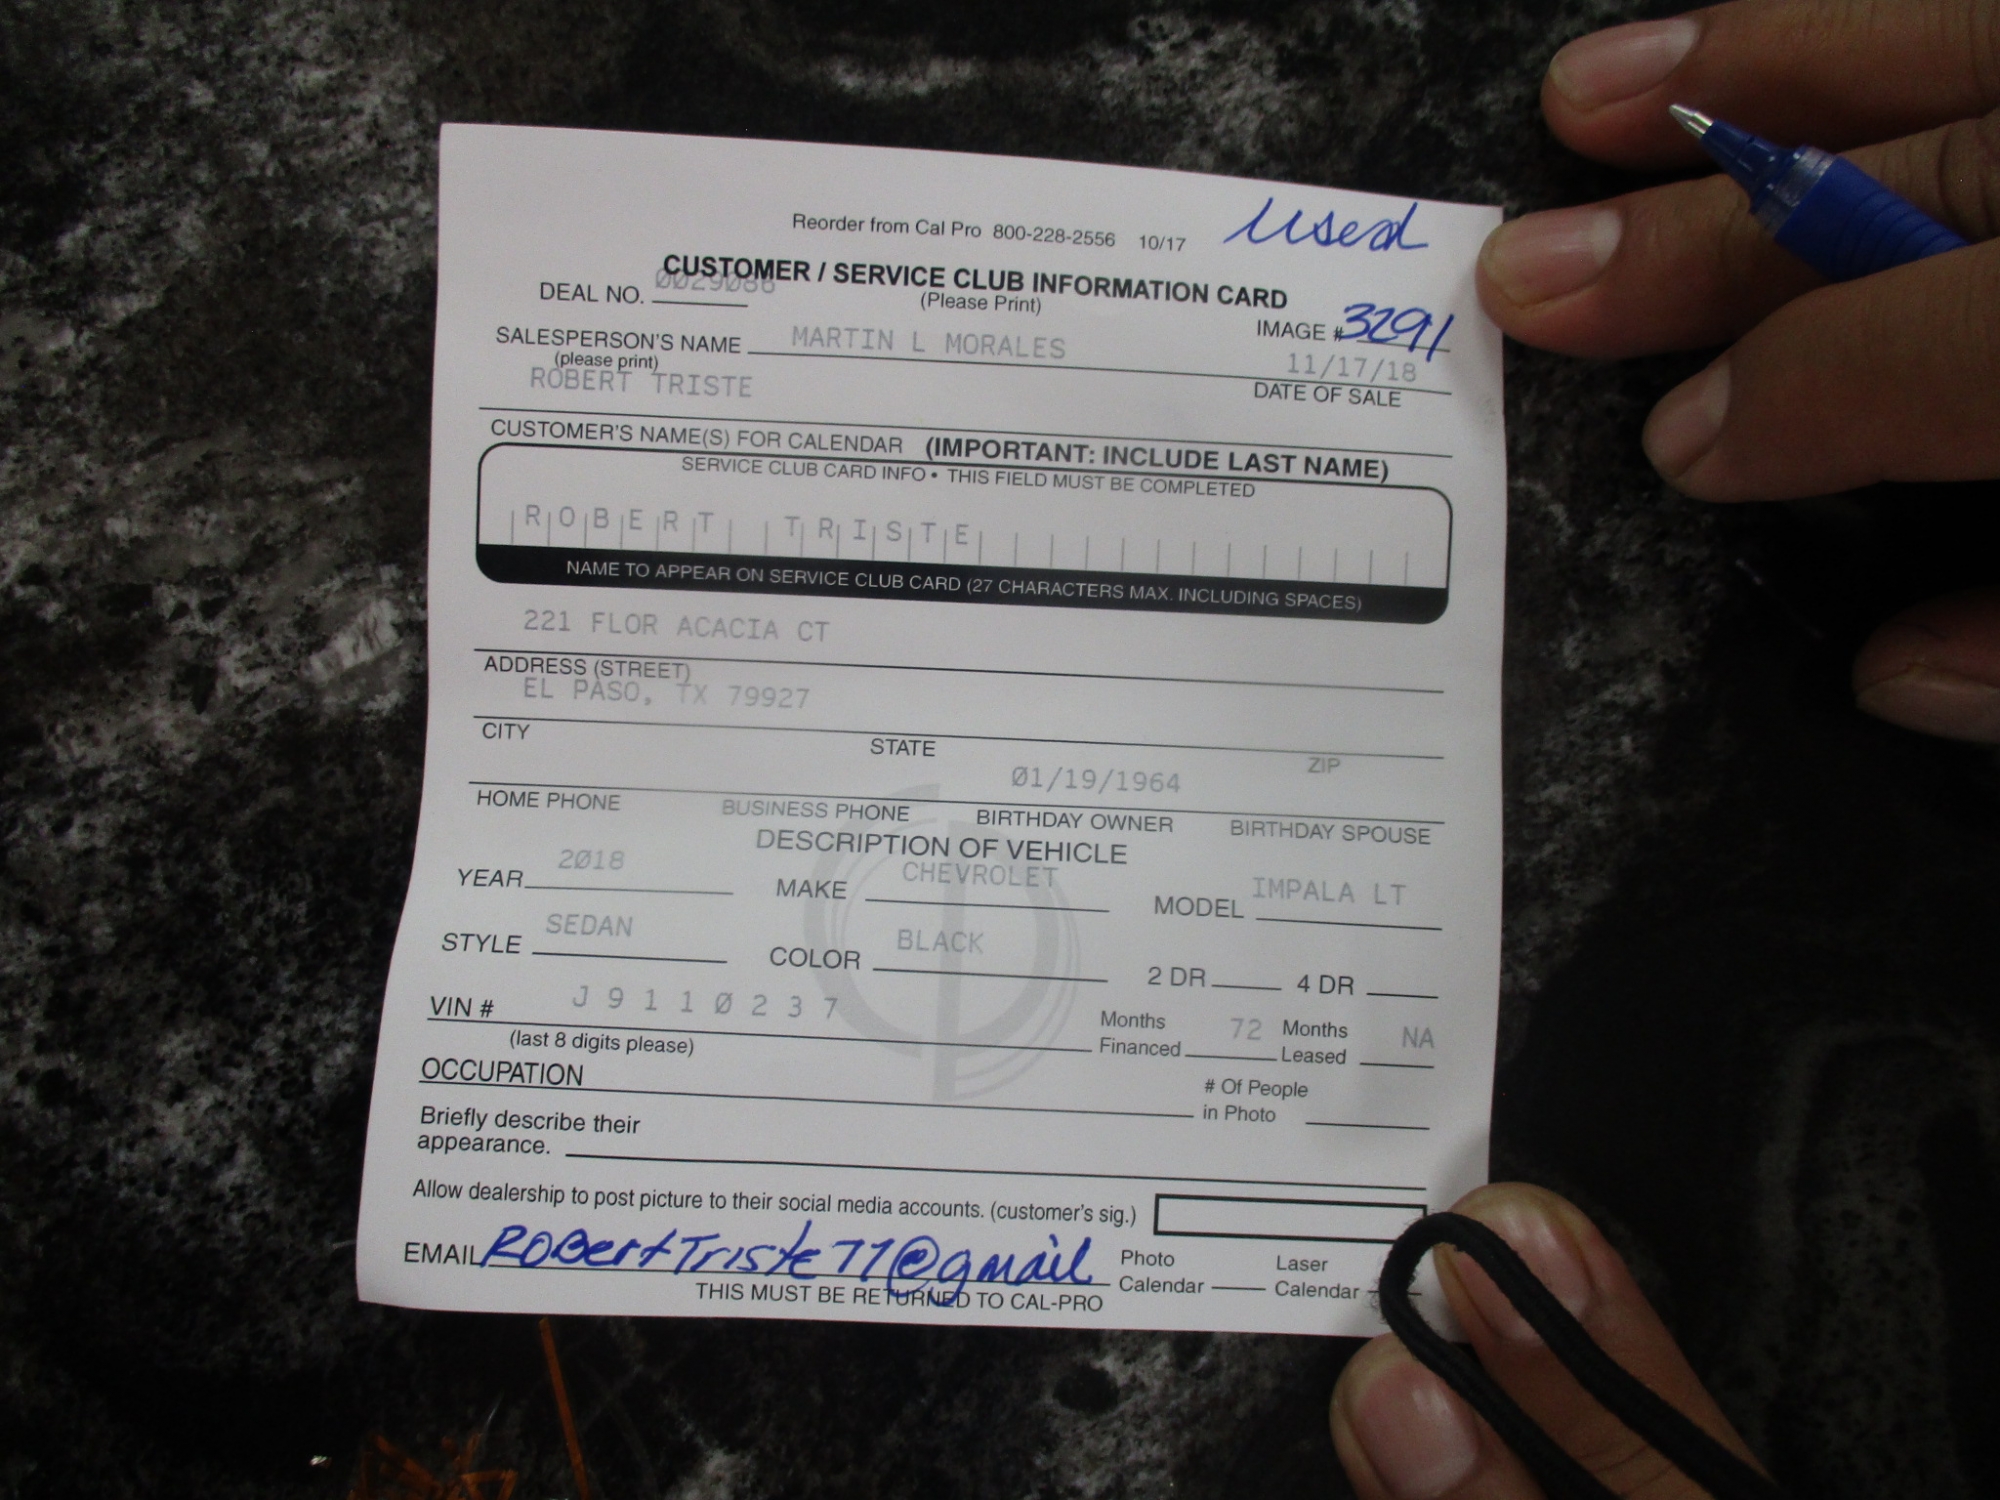 Used
Reorder from Cal Pro 800-228-2556 10/17
CUSTOMER / SERVICE CLUB INFORMATION CARD
(Please Print)
DEAL NO. 0029086
IMAGE # 3291
SALESPERSON'S NAME MARTIN L MORALES
(please print)
11/17/18
DATE OF SALE
ROBERT TRISTE
CUSTOMER'S NAME(S) FOR CALENDAR (IMPORTANT: INCLUDE LAST NAME)
SERVICE CLUB CARD INFO • THIS FIELD MUST BE COMPLETED
ROBERT TRISTE
NAME TO APPEAR ON SERVICE CLUB CARD (27 CHARACTERS MAX. INCLUDING SPACES)
221 FLOR ACACIA CT
ADDRESS (STREET)
EL PASO, TX 79927
CITY STATE ZIP
01/19/1964
HOME PHONE BUSINESS PHONE BIRTHDAY OWNER BIRTHDAY SPOUSE
DESCRIPTION OF VEHICLE
YEAR 2018 MAKE CHEVROLET MODEL IMPALA LT
STYLE SEDAN COLOR BLACK 2 DR 4 DR
VIN # J9110237
(last 8 digits please)
Months Financed 72 Months Leased NA
OCCUPATION
# Of People in Photo
Briefly describe their
appearance.
Allow dealership to post picture to their social media accounts. (customer's sig.)
EMAIL RobertTriste77@gmail
Photo Calendar Laser Calendar
THIS MUST BE RETURNED TO CAL-PRO